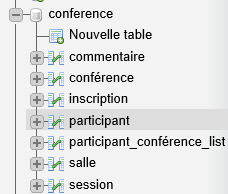 conference
Nouvelle table
commentaire
conférence
inscription
participant
participant_conférence_list
salle
session